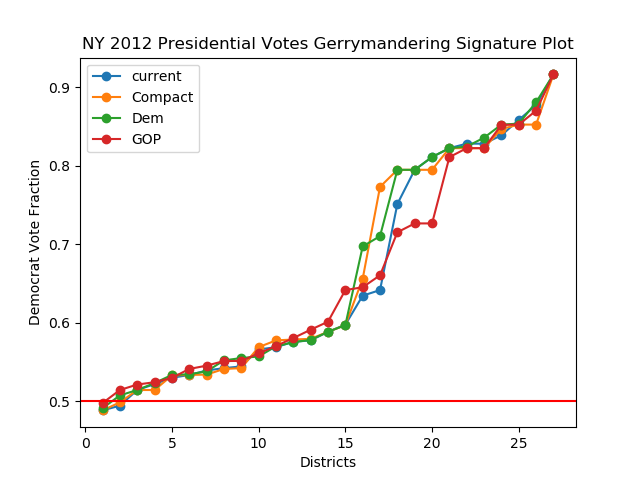 NY 2012 Presidential Votes Gerrymandering Signature Plot
current
Compact
Dem
GOP
0.9
0.8
0.7
0.6
0.5
Democrat Vote Fraction
0 5 10 15 20 25
Districts